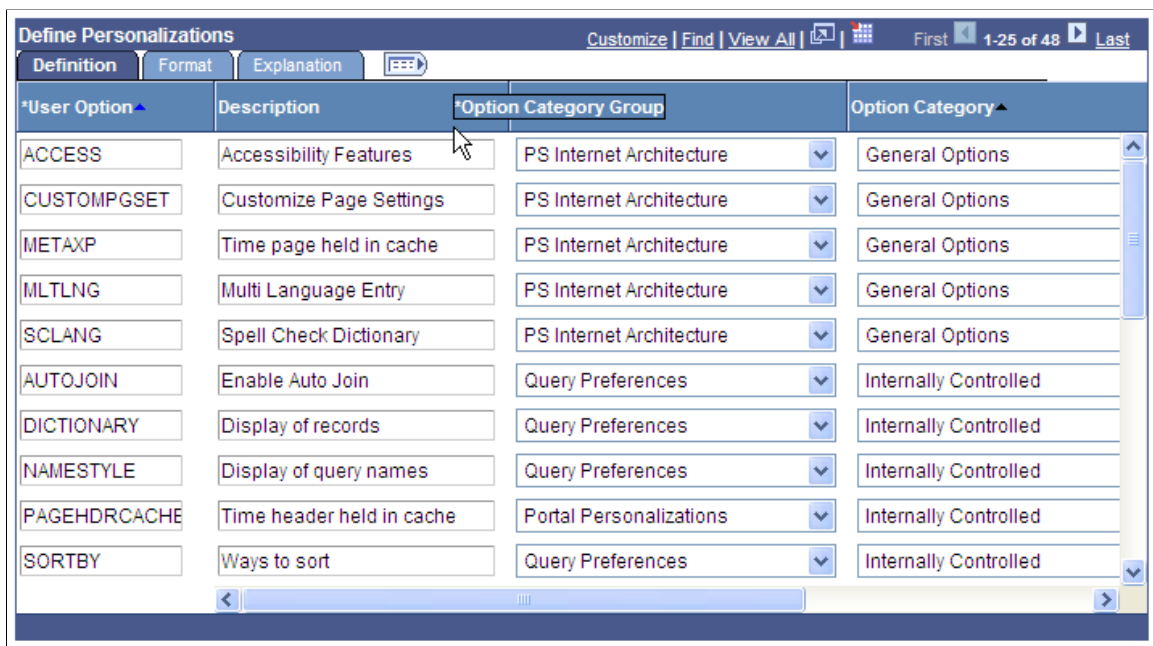 Define Personalizations Customize | Find | View All | | First 1-25 of 48 Last
Definition Format Explanation
*User Option Description *Option Category Group Option Category
ACCESS Accessibility Features PS Internet Architecture General Options
CUSTOMPGSET Customize Page Settings PS Internet Architecture General Options
METAXP Time page held in cache PS Internet Architecture General Options
MLTLNG Multi Language Entry PS Internet Architecture General Options
SCLANG Spell Check Dictionary PS Internet Architecture General Options
AUTOJOIN Enable Auto Join Query Preferences Internally Controlled
DICTIONARY Display of records Query Preferences Internally Controlled
NAMESTYLE Display of query names Query Preferences Internally Controlled
PAGEHDRCACHE Time header held in cache Portal Personalizations Internally Controlled
SORTBY Ways to sort Query Preferences Internally Controlled